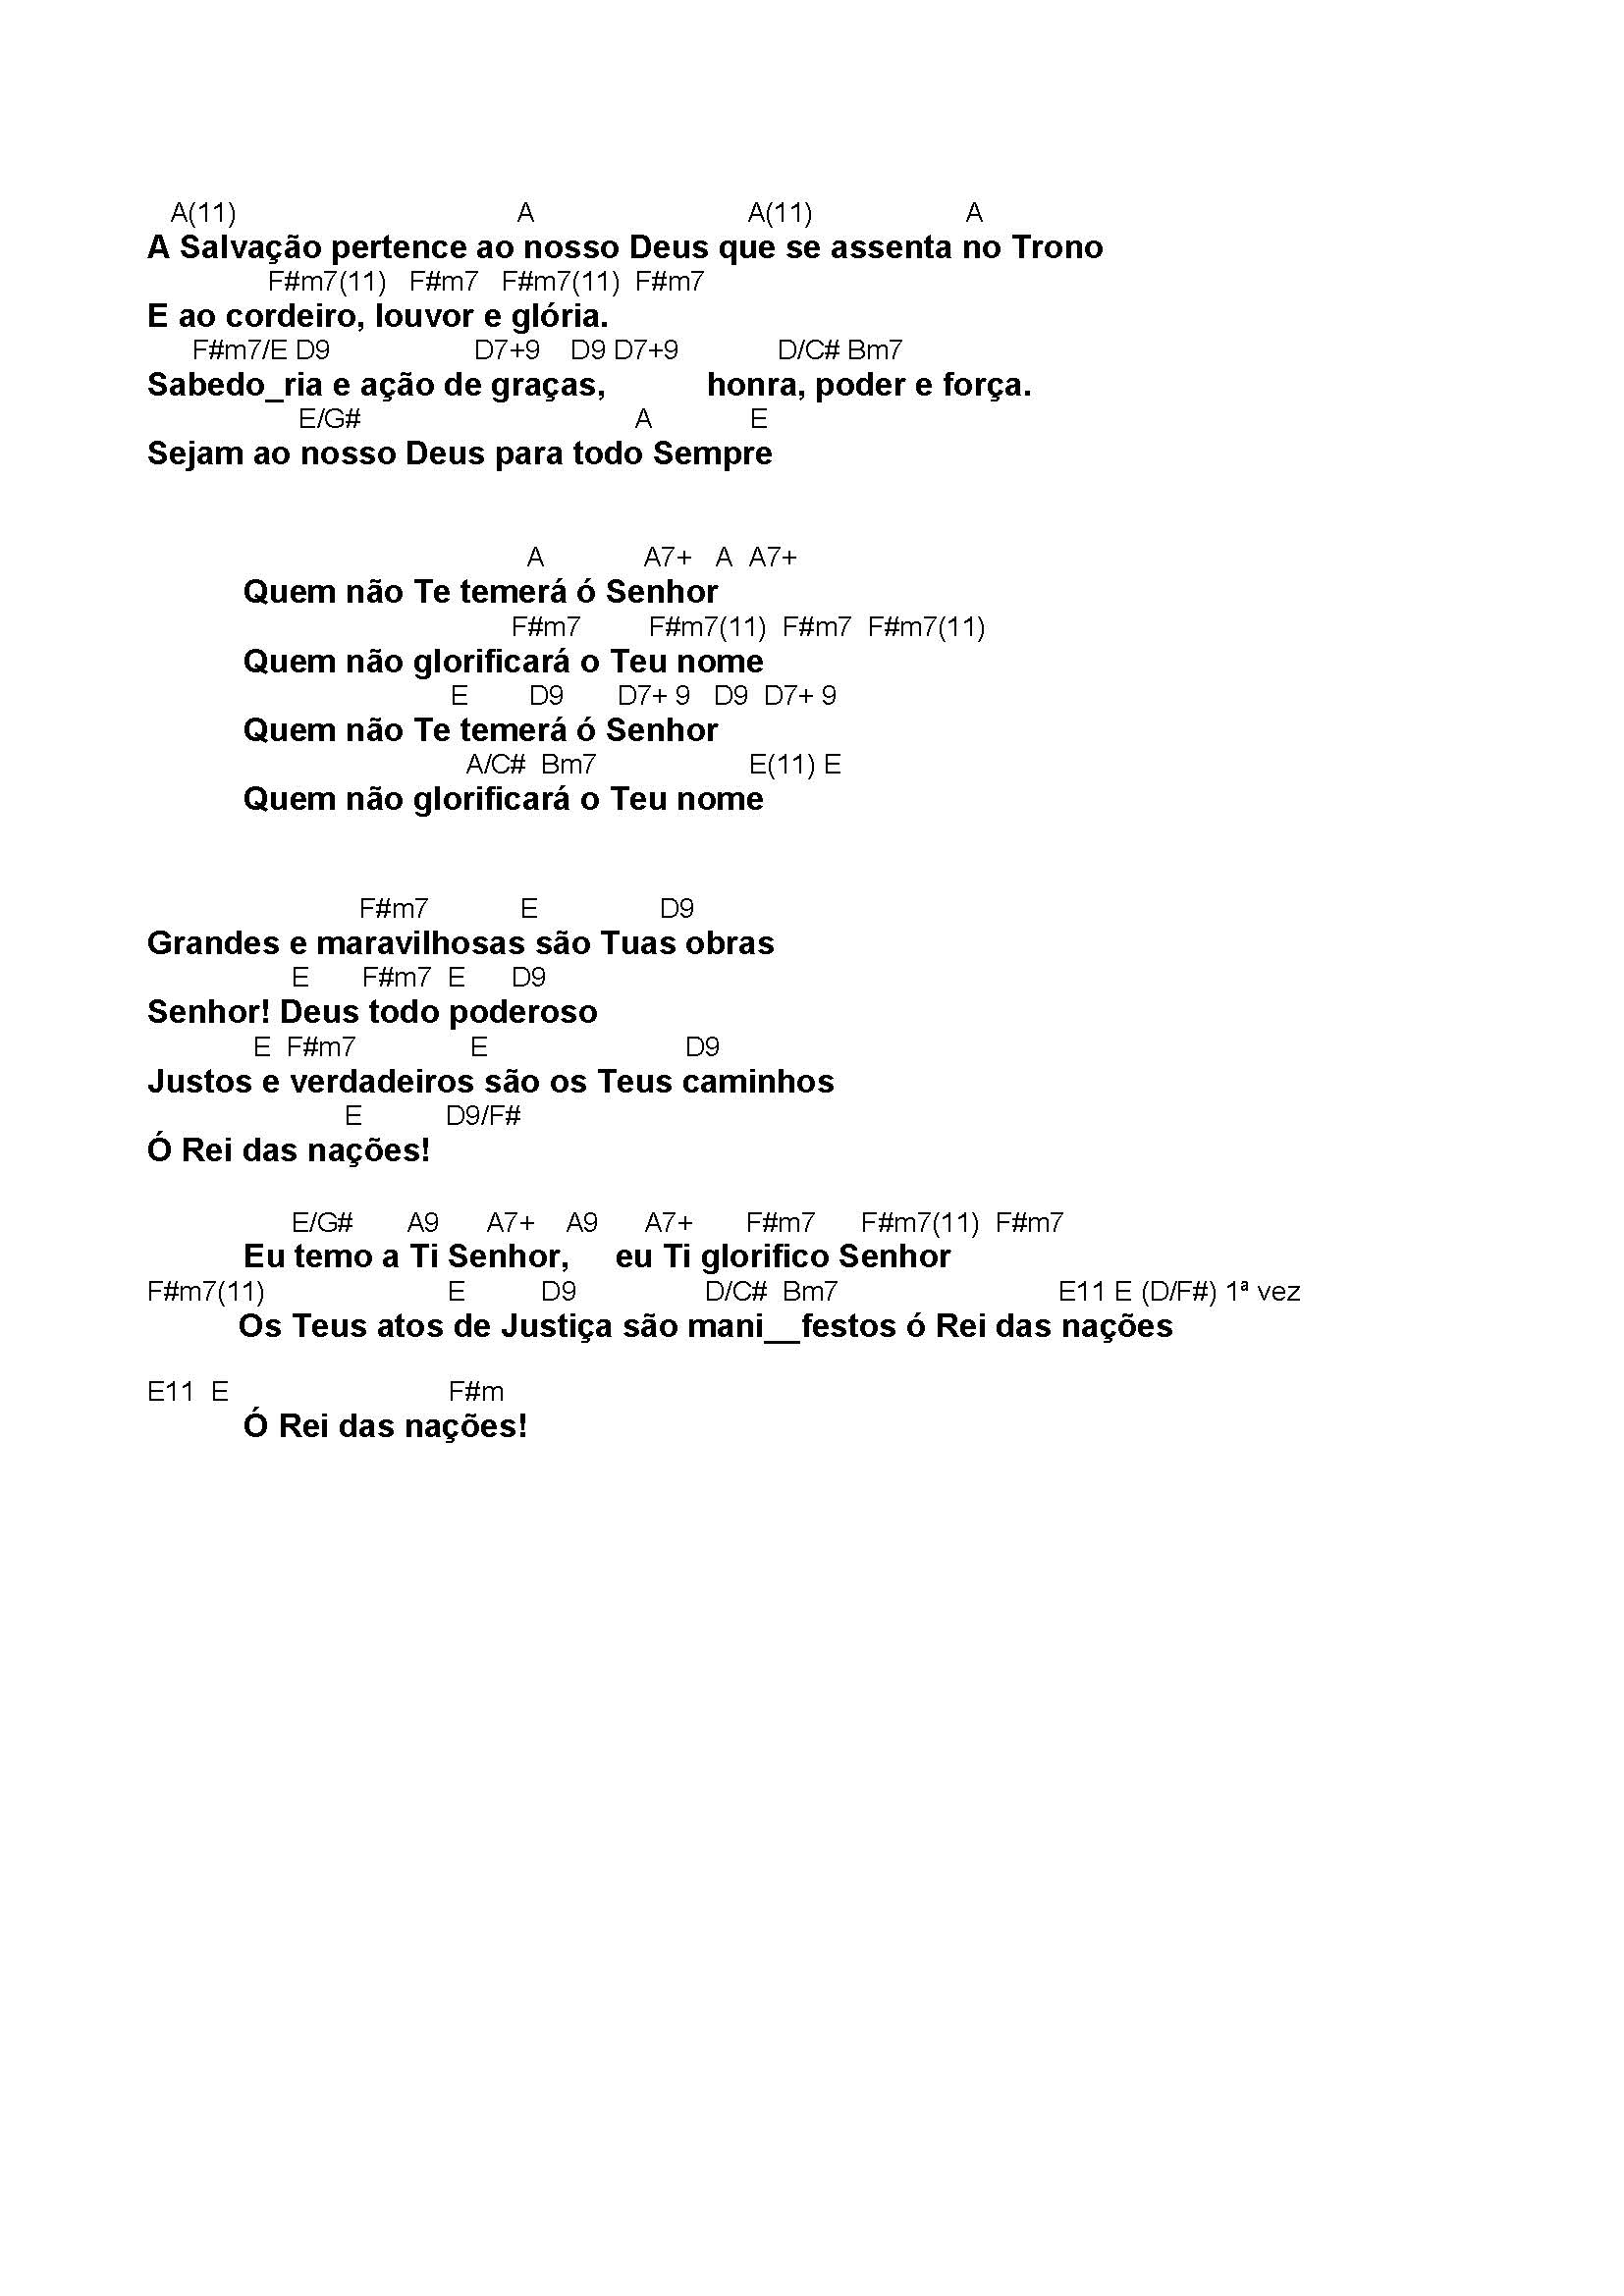 A(11) A A(11) A
A Salvação pertence ao nosso Deus que se assenta no Trono
F#m7(11) F#m7 F#m7(11) F#m7
E ao cordeiro, louvor e glória.
F#m7/E D9 D7+9 D9 D7+9 D/C# Bm7
Sabedo_ria e ação de graças, honra, poder e força.
E/G# A E
Sejam ao nosso Deus para todo Sempre
A A7+ A A7+
Quem não Te temerá ó Senhor
F#m7 F#m7(11) F#m7 F#m7(11)
Quem não glorificará o Teu nome
E D9 D7+ 9 D9 D7+ 9
Quem não Te temerá ó Senhor
A/C# Bm7 E(11) E
Quem não glorificará o Teu nome
F#m7 E D9
Grandes e maravilhosas são Tuas obras
E F#m7 E D9
Senhor! Deus todo poderoso
E F#m7 E D9
Justos e verdadeiros são os Teus caminhos
E D9/F#
Ó Rei das nações!
E/G# A9 A7+ A9 A7+ F#m7 F#m7(11) F#m7
Eu temo a Ti Senhor, eu Ti glorifico Senhor
F#m7(11) E D9 D/C# Bm7 E11 E (D/F#) 1ª vez
Os Teus atos de Justiça são mani__festos ó Rei das nações
E11 E F#m
Ó Rei das nações!